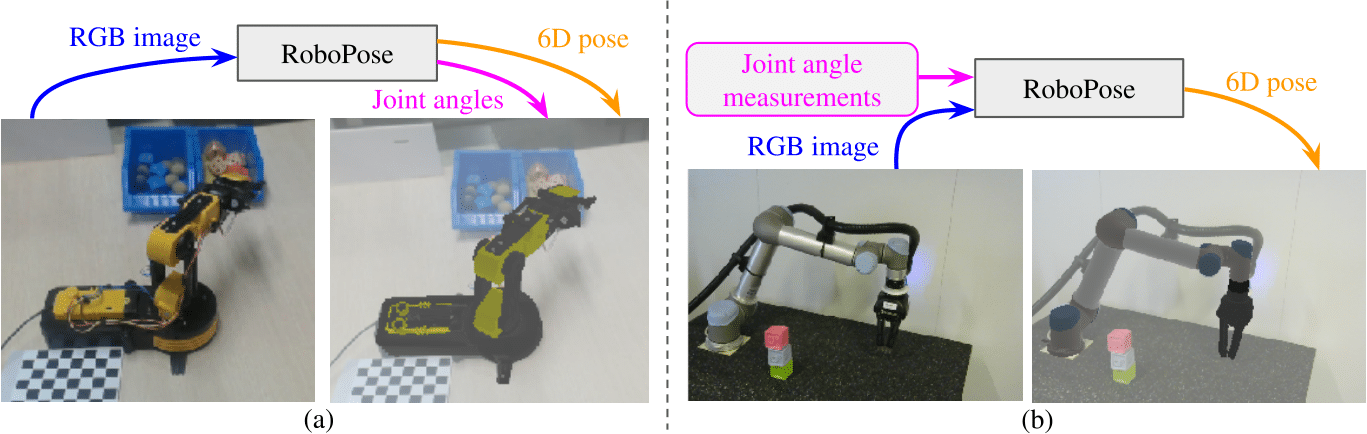 RGB image
RoboPose
6D pose
Joint angles
(a)
Joint angle
measurements
RoboPose
6D pose
RGB image
(b)